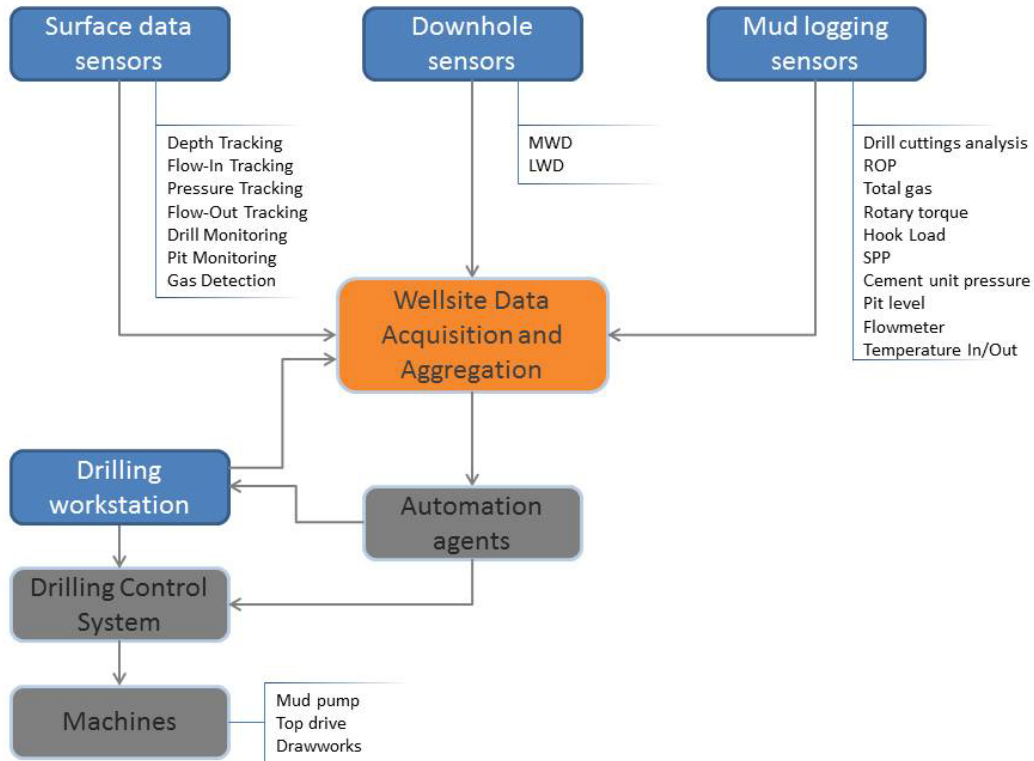 Surface data
sensors
Downhole
sensors
Mud logging
sensors
Depth Tracking
Flow-In Tracking
Pressure Tracking
Flow-Out Tracking
Drill Monitoring
Pit Monitoring
Gas Detection
MWD
LWD
Drill cuttings analysis
ROP
Total gas
Rotary torque
Hook Load
SPP
Cement unit pressure
Pit level
Flowmeter
Temperature In/Out
Wellsite Data
Acquisition and
Aggregation
Drilling
workstation
Automation
agents
Drilling Control
System
Machines
Mud pump
Top drive
Drawworks